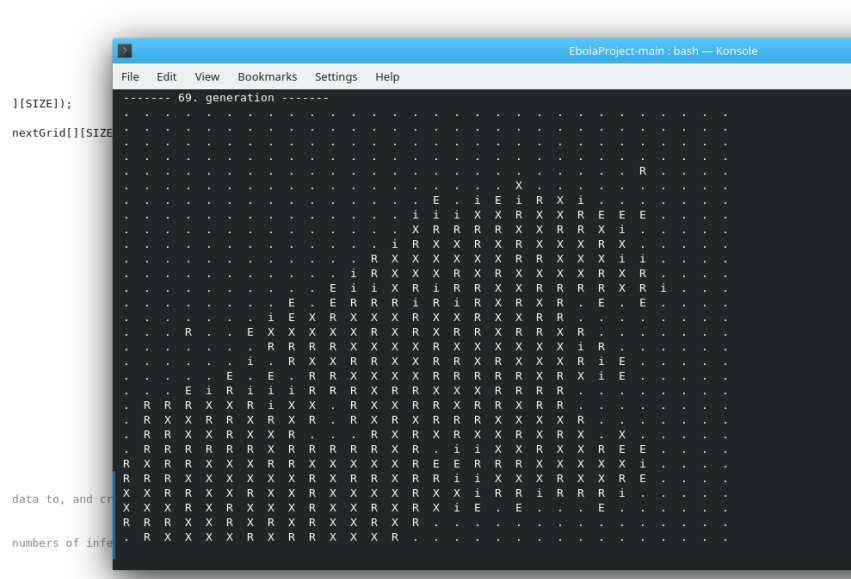 EbolaProject-main : bash — Konsole
File Edit View Bookmarks Settings Help
][SIZE]);
nextGrid[][SIZE
data to, and cr
numbers of infe
------- 69. generation -------
. . . . . . . . . . . . . . . . . . . . . . . . . . . . . .
. . . . . . . . . . . . . . . . . . . . . . . . . . . . . .
. . . . . . . . . . . . . . . . . . . . . . . . . . . . . .
. . . . . . . . . . . . . . . . . . . . . . . . . . . . . .
. . . . . . . . . . . . . . . . . . . . . . . . . R . . . .
. . . . . . . . . . . . . . . . . . . X . . . . . . . . . .
. . . . . . . . . . . . . . . E . i E i R X i . . . . . . .
. . . . . . . . . . . . . . i i i X X R X X R E E E . . . .
. . . . . . . . . . . . . . X R R R R X X R R X i . . . . .
. . . . . . . . . . . . . i R X X R X X R X X R X . . . . .
. . . . . . . . . . . . R X X X X X X R R X X X i i . . . .
. . . . . . . . . . . i R X X X R X X R X X X X R X R . . .
. . . . . . . . . . E i i X R i R R X X R R R R X R i . . .
. . . . . . . . E . E R R R i R i R X R X R . E . E . . . .
. . . . . . . i E X R X X X R X X R X R R . . . . . . . . .
. . . R . . E X X X X X R X R X R R X R X R . . . . . . . .
. . . . . . . R R R R X X R X X R X X X X X i R . . . . . .
. . . . . . i . R X X R R X X R R X R X X X R i E . . . . .
. . . . . E . E . R R X X X X R R R R X R X i E . . . . . .
. . . E i R i i i R R R X R R X X X R R R . . . . . . . . .
. R R R X X R i X X . R X X R R X X R R X R . . . . . . . .
. R X X R X X R X R . R X R R X X R R X X X R . . . . . . .
. R R X X R X X R . . . R X R X R X X R X R X . X . . . . .
. R R R R R X R R R R R R X R . i i X X R X X R E E . . . .
R X R R X X X R R X X X X X R E E R R R X X X X X i . . . .
R R R X X X X R X X R X X R R R i i X X X R X X R E . . . .
X X R R X X X R X X R X X X R X X i R R i R R R i . . . . .
X X X X R X X R X X R X R R R X i E . E . . . E . . . . . .
R R R X X R X R X X R X R X R . . . . . . . . . . . . . . .
. R X X X X R X R R X X X R . . . . . . . . . . . . . . . .